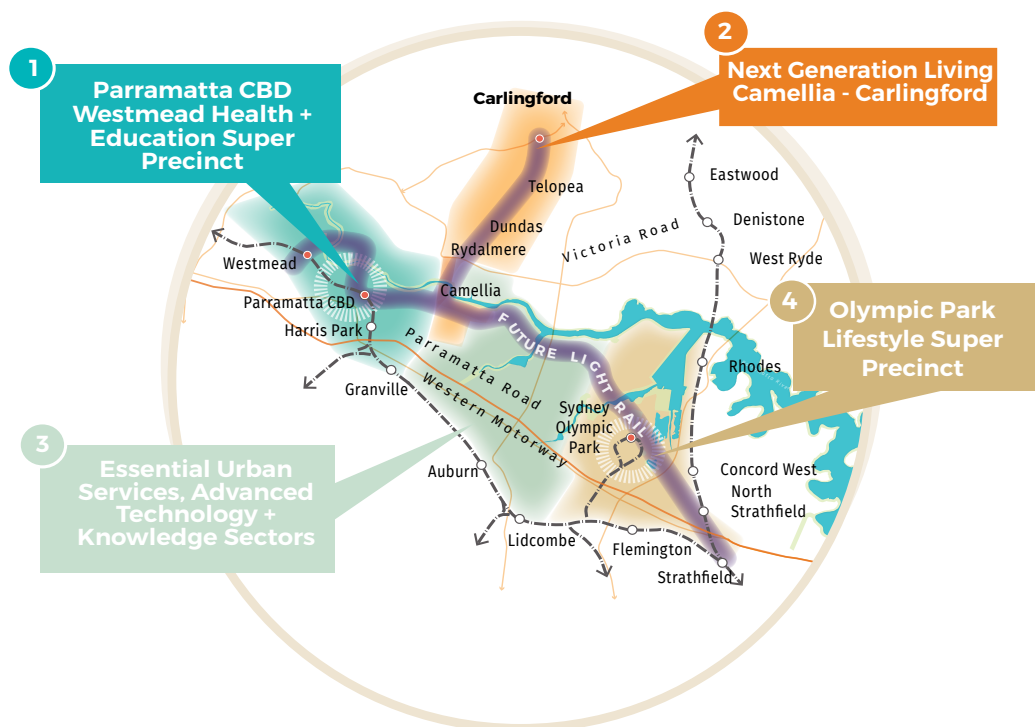 1
Parramatta CBD
Westmead Health +
Education Super
Precinct
2
Next Generation Living
Camellia - Carlingford
Carlingford
Telopea
Dundas
Rydalmere
Victoria Road
Eastwood
Denistone
West Ryde
Westmead
Parramatta CBD
Camellia
Harris Park
Granville
Parramatta Road
Western Motorway
FUTURE LIGHT RAIL
4
Olympic Park
Lifestyle Super
Precinct
Rhodes
Sydney
Olympic
Park
3
Essential Urban
Services, Advanced
Technology +
Knowledge Sectors
Auburn
Lidcombe
Flemington
Concord West
North
Strathfield
Strathfield